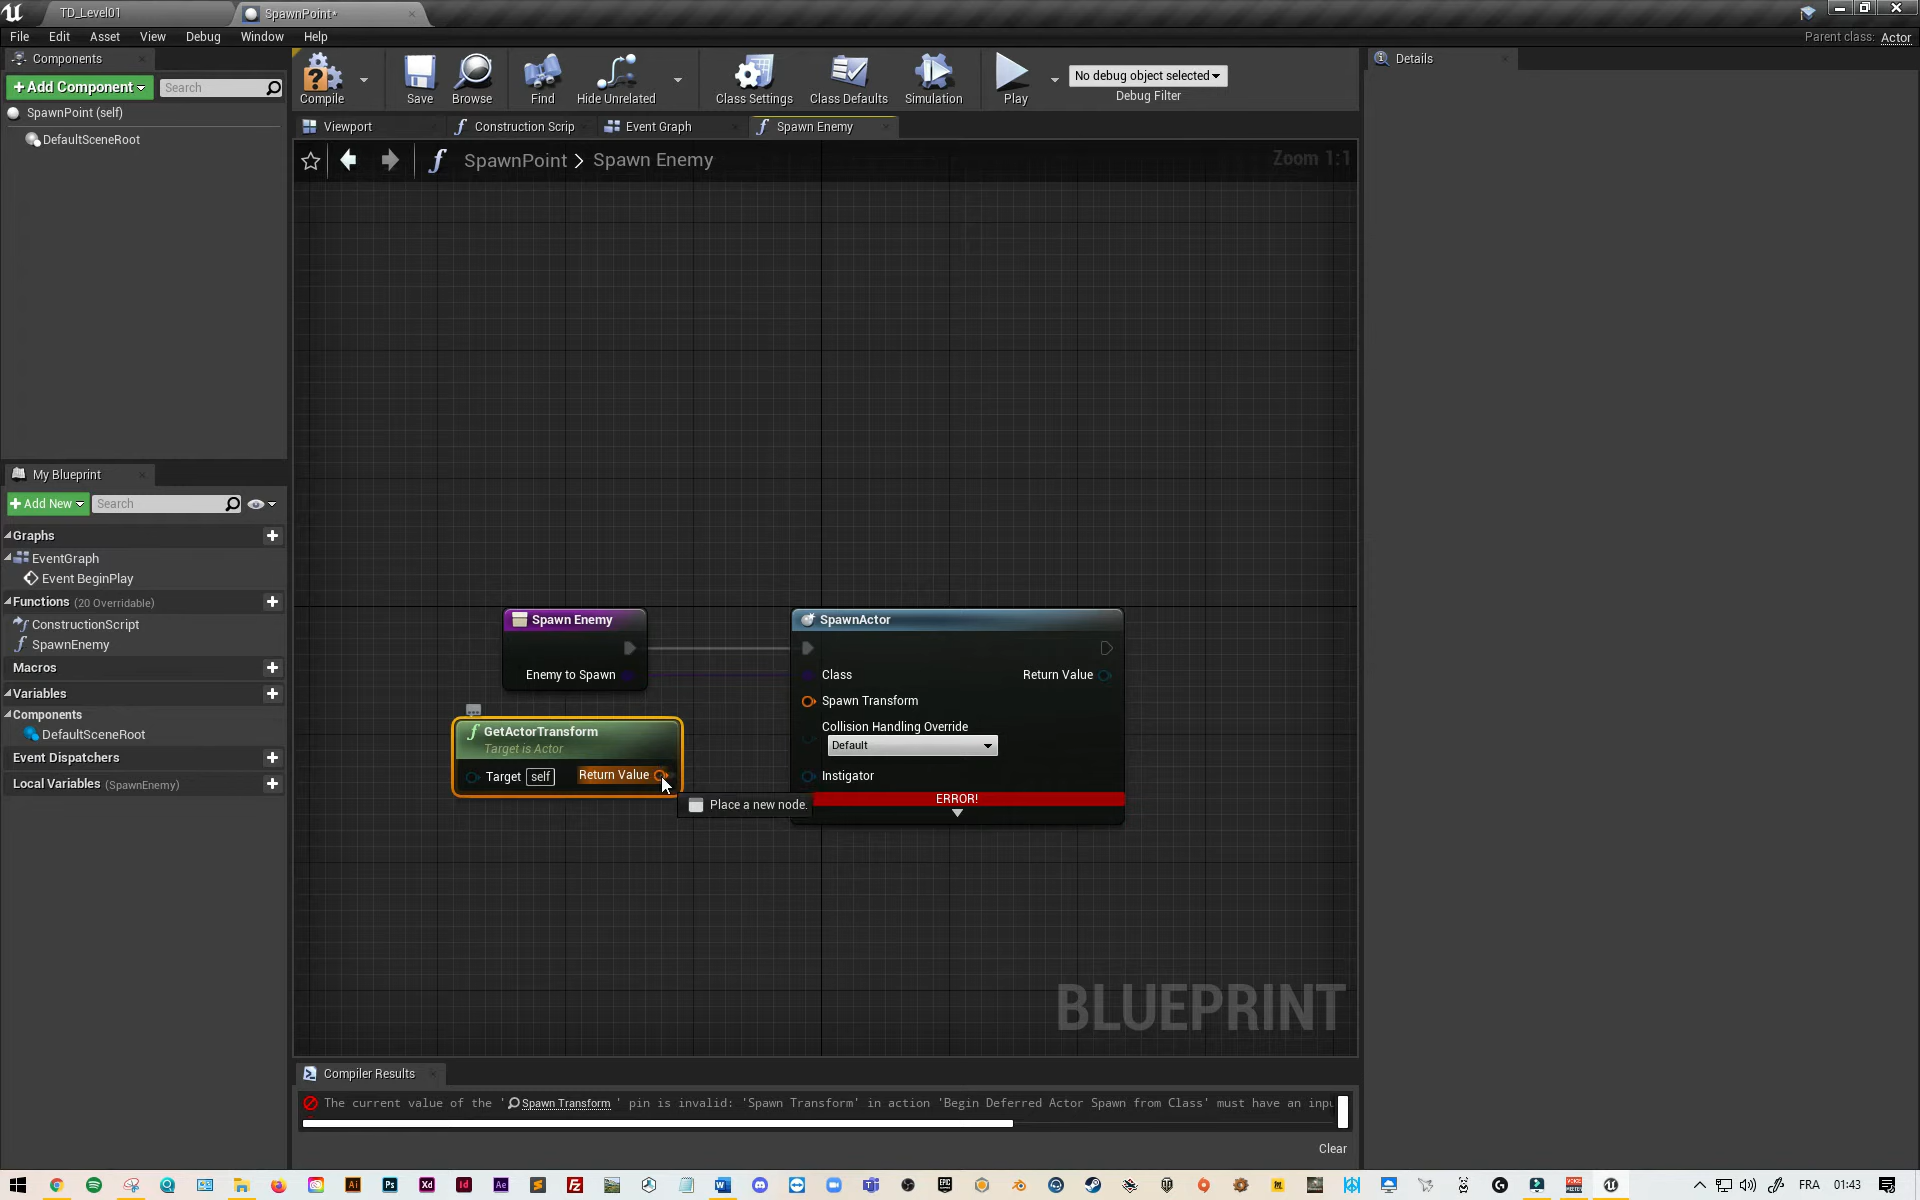 TD_Level01
SpawnPoint*
File Edit Asset View Debug Window Help
Parent class: Actor
Components
+Add Component
Search
SpawnPoint (self)
DefaultSceneRoot
Compile
Save
Browse
Find
Hide Unrelated
Class Settings
Class Defaults
Simulation
Play
No debug object selected
Debug Filter
Details
Viewport
Construction Scrip
Event Graph
Spawn Enemy
SpawnPoint > Spawn Enemy
Zoom 1:1
My Blueprint
+Add New
Search
Graphs
EventGraph
Event BeginPlay
Functions (20 Overridable)
ConstructionScript
SpawnEnemy
Macros
Variables
Components
DefaultSceneRoot
Event Dispatchers
Local Variables (SpawnEnemy)
Spawn Enemy
Enemy to Spawn
GetActorTransform
Target is Actor
Target self
Return Value
Place a new node.
SpawnActor
Class
Return Value
Spawn Transform
Collision Handling Override
Default
Instigator
ERROR!
BLUEPRINT
Compiler Results
The current value of the ' Spawn Transform ' pin is invalid: 'Spawn Transform' in action 'Begin Deferred Actor Spawn from Class' must have an inpu
Clear
Ai
Ps
Xd
Id
Ae
FRA
01:43